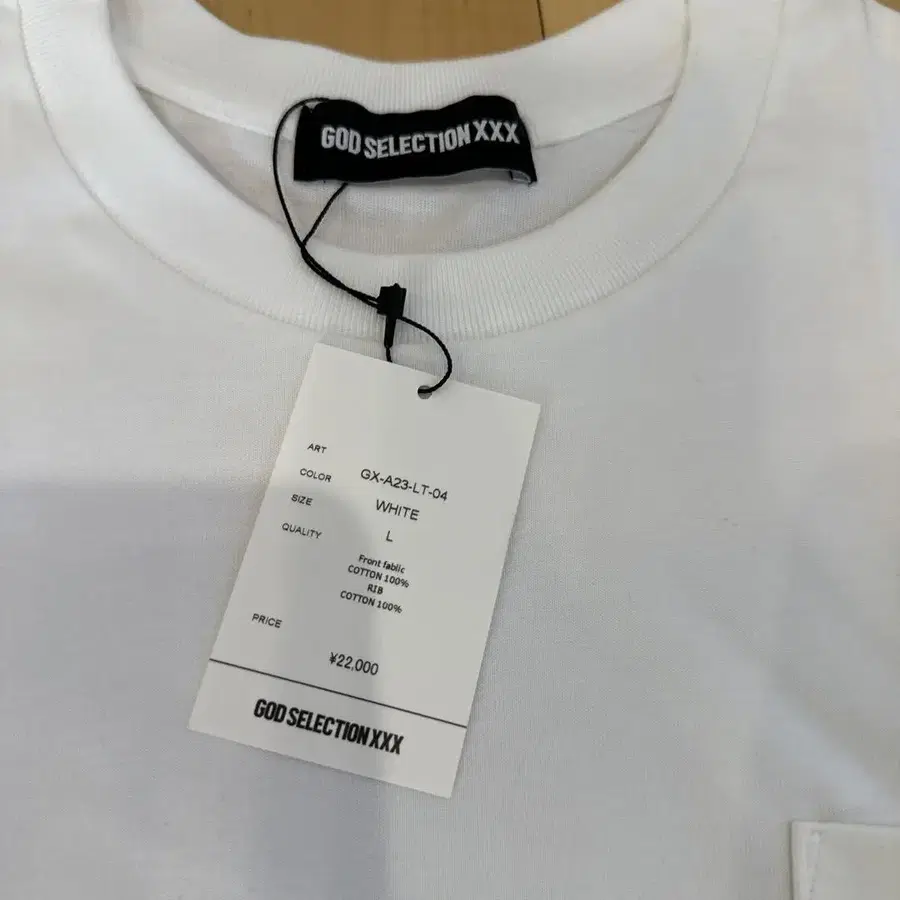 GOD SELECTION XXX
ART
GX-A23-LT-04
COLOR
WHITE
SIZE
L
QUALITY
Front fablic
COTTON 100%
RIB
COTTON 100%
PRICE
¥22,000
GOD SELECTION XXX